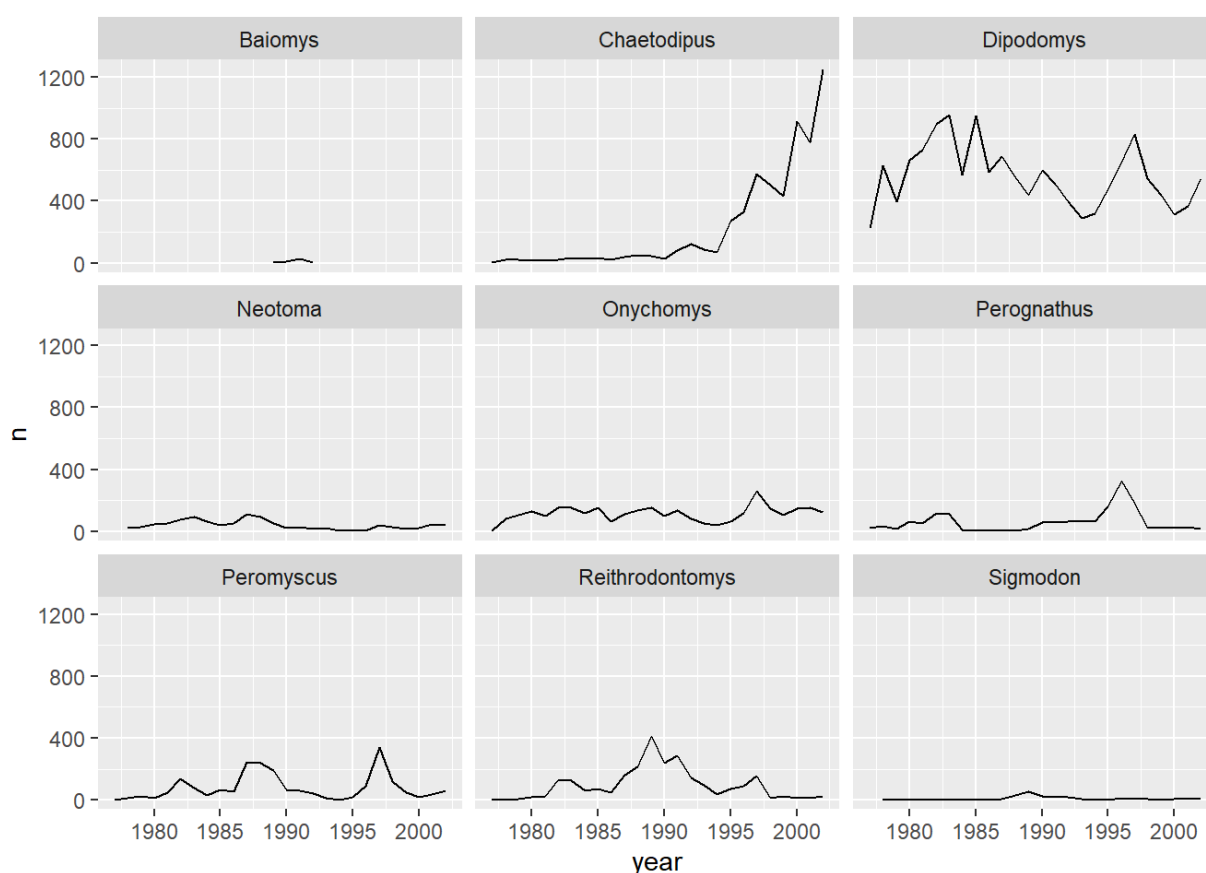 Baiomys Chaetodipus Dipodomys
1200
800
400
0
Neotoma Onychomys Perognathus
1200
800
400
0
n
Peromyscus Reithrodontomys Sigmodon
1200
800
400
0
1980 1985 1990 1995 2000 1980 1985 1990 1995 2000 1980 1985 1990 1995 2000
year